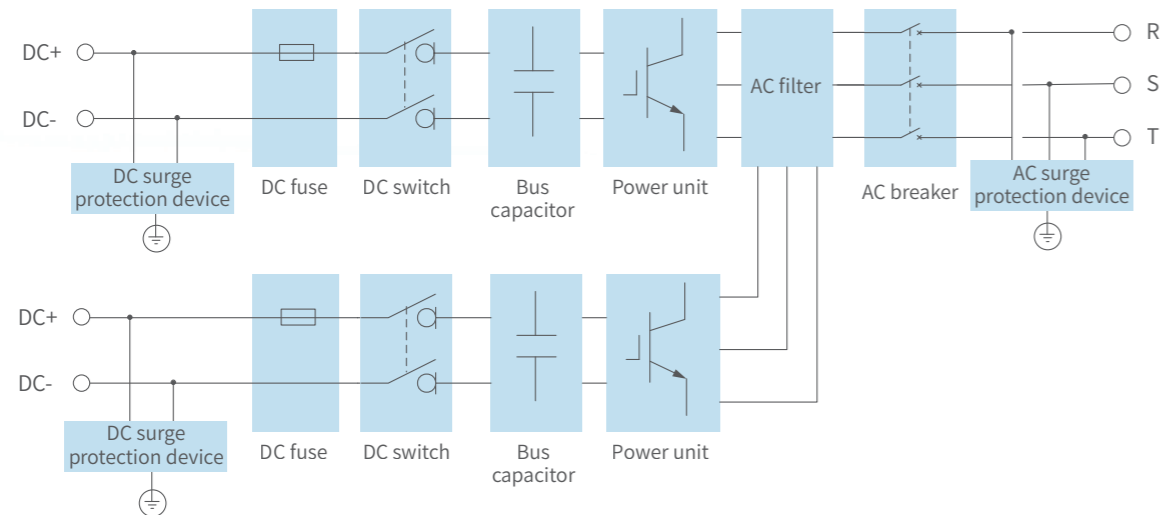 DC+
DC-
DC surge
protection device
DC fuse
DC switch
Bus
capacitor
Power unit
AC filter
AC breaker
AC surge
protection device
R
S
T
DC+
DC-
DC surge
protection device
DC fuse
DC switch
Bus
capacitor
Power unit